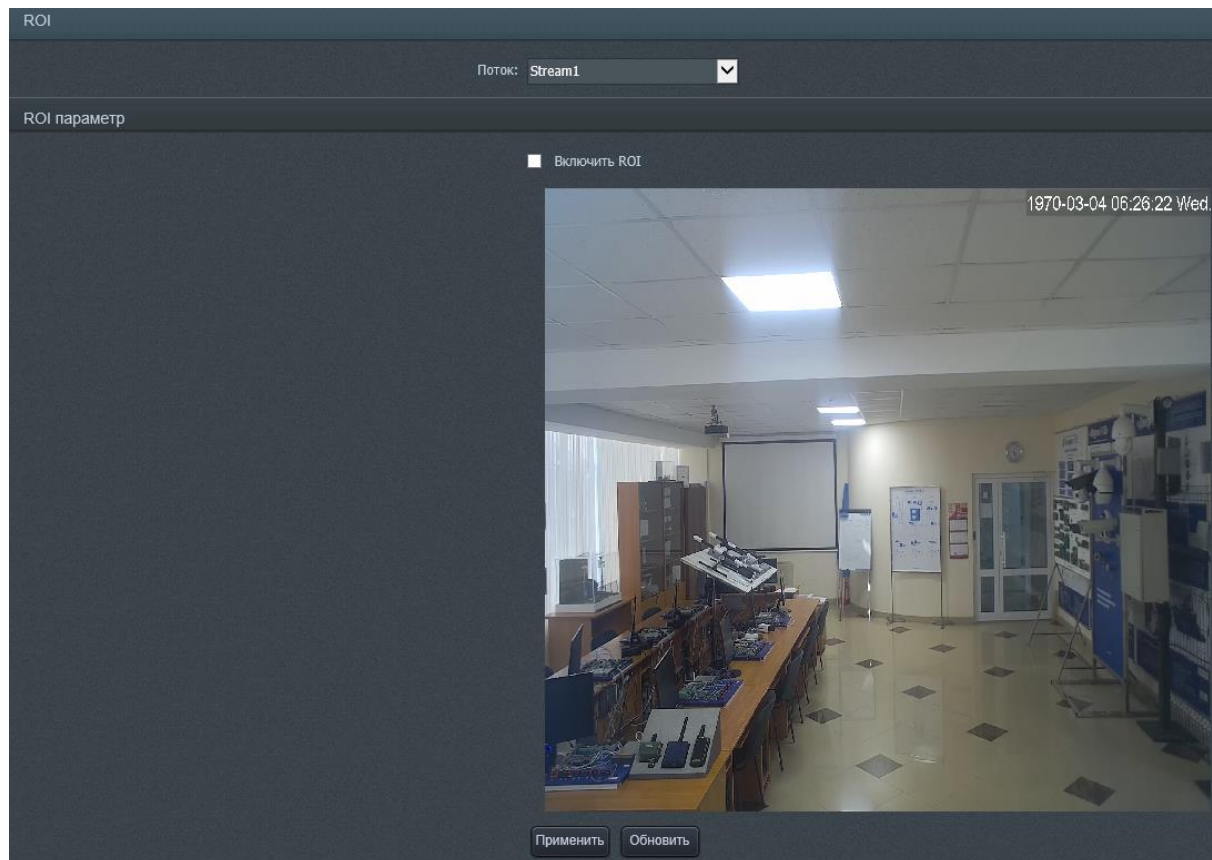 ROI
Поток: Stream1
ROI параметр
Включить ROI
1970-03-04 06:26:22 Wed.
Применить Обновить